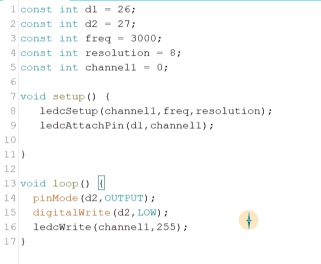 1 const int d1 = 26;
2 const int d2 = 27;
3 const int freq = 3000;
4 const int resolution = 8;
5 const int channel1 = 0;
6
7 void setup() {
8 ledcSetup(channel1,freq,resolution);
9 ledcAttachPin(d1,channel1);
10
11 }
12
13 void loop() {
14 pinMode(d2,OUTPUT);
15 digitalWrite(d2,LOW);
16 ledcWrite(channel1,255);
17 }